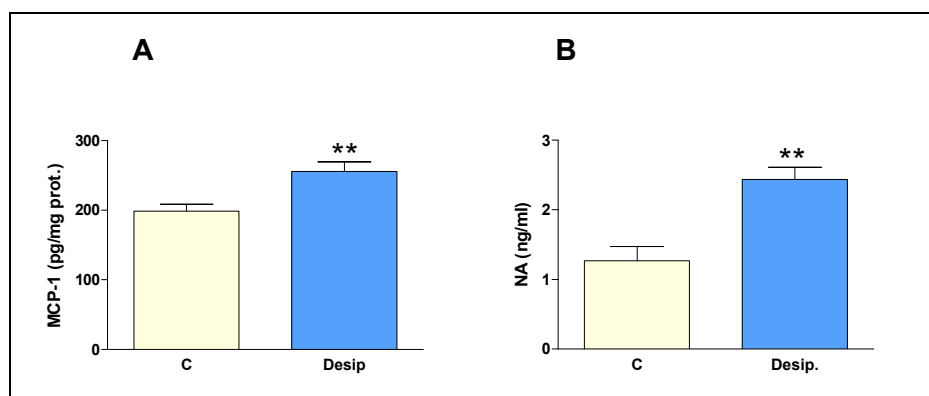 A
B
MCP-1 (pg/mg prot.)
300
200
100
0
**
C
Desip
NA (ng/ml)
3
2
1
0
**
C
Desip.